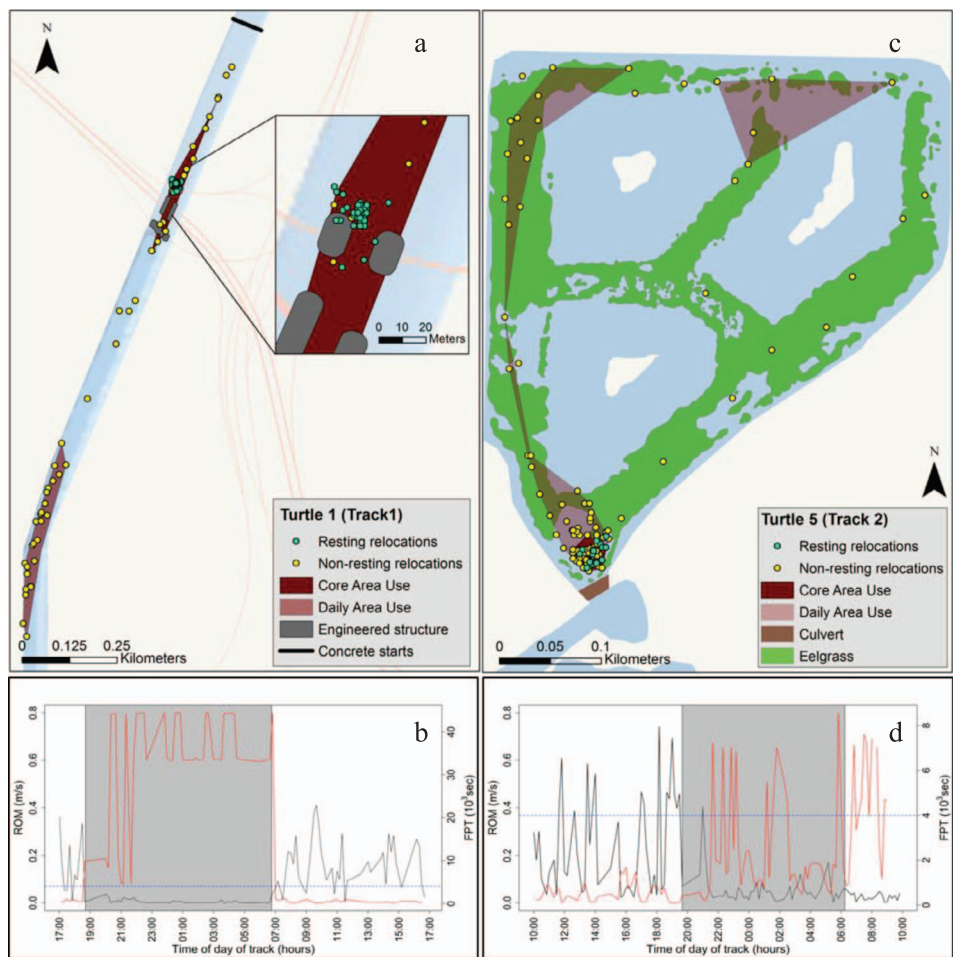 a
N
0 10 20
Meters
Turtle 1 (Track1)
Resting relocations
Non-resting relocations
Core Area Use
Daily Area Use
Engineered structure
Concrete starts
0 0.125 0.25
Kilometers
c
N
Turtle 5 (Track 2)
Resting relocations
Non-resting relocations
Core Area Use
Daily Area Use
Culvert
Eelgrass
0 0.05 0.1
Kilometers
b
ROM (m/s)
0.8
0.6
0.4
0.2
0.0
FPT (10³sec)
40
30
20
10
0
17:00 19:00 21:00 23:00 01:00 03:00 05:00 07:00 09:00 11:00 13:00 15:00 17:00
Time of day of track (hours)
d
ROM (m/s)
0.8
0.6
0.4
0.2
0.0
FPT (10³sec)
8
6
4
2
0
10:00 12:00 14:00 16:00 18:00 20:00 22:00 00:00 02:00 04:00 06:00 08:00 10:00
Time of day of track (hours)